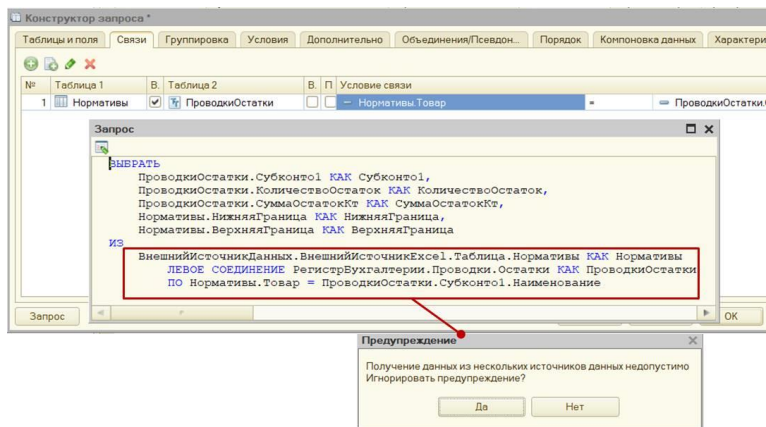 Конструктор запроса *
Таблицы и поля Связи Группировка Условия Дополнительно Объединения/Псевдон... Порядок Компоновка данных Характери
№ Таблица 1 В. Таблица 2 В. П Условие связи
1 Нормативы ПроводкиОстатки Нормативы.Товар = ПроводкиОстатки.
Запрос
ВЫБРАТЬ
ПроводкиОстатки.Субконто1 КАК Субконто1,
ПроводкиОстатки.КоличествоОстаток КАК КоличествоОстаток,
ПроводкиОстатки.СуммаОстатокКт КАК СуммаОстатокКт,
Нормативы.НижняяГраница КАК НижняяГраница,
Нормативы.ВерхняяГраница КАК ВерхняяГраница
ИЗ
ВнешнийИсточникДанных.ВнешнийИсточникExcel.Таблица.Нормативы КАК Нормативы
ЛЕВОЕ СОЕДИНЕНИЕ РегистрБухгалтерии.Проводки.Остатки КАК ПроводкиОстатки
ПО Нормативы.Товар = ПроводкиОстатки.Субконто1.Наименование
Запрос ОК
Предупреждение
Получение данных из нескольких источников данных недопустимо
Игнорировать предупреждение?
Да Нет